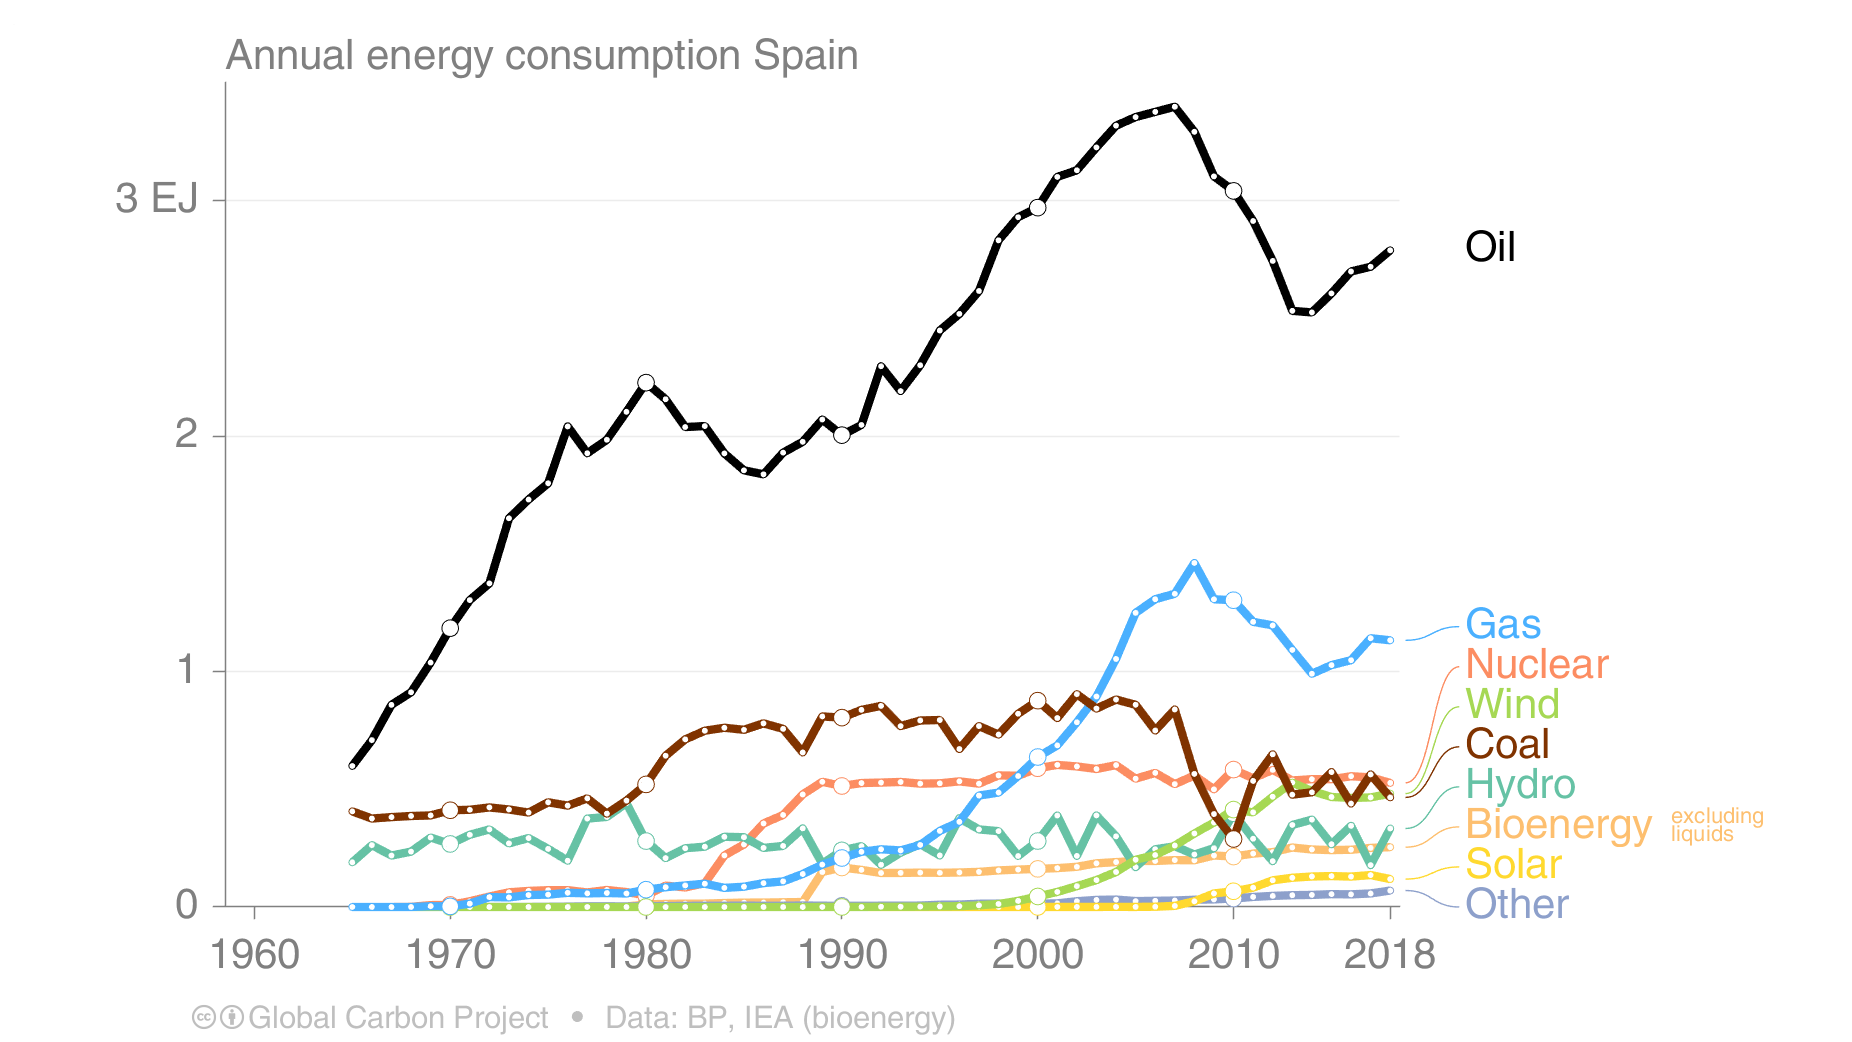 Annual energy consumption Spain
3 EJ
2
1
0
1960 1970 1980 1990 2000 2010 2018
Oil
Gas
Nuclear
Wind
Coal
Hydro
Bioenergy excluding liquids
Solar
Other
cc Global Carbon Project • Data: BP, IEA (bioenergy)